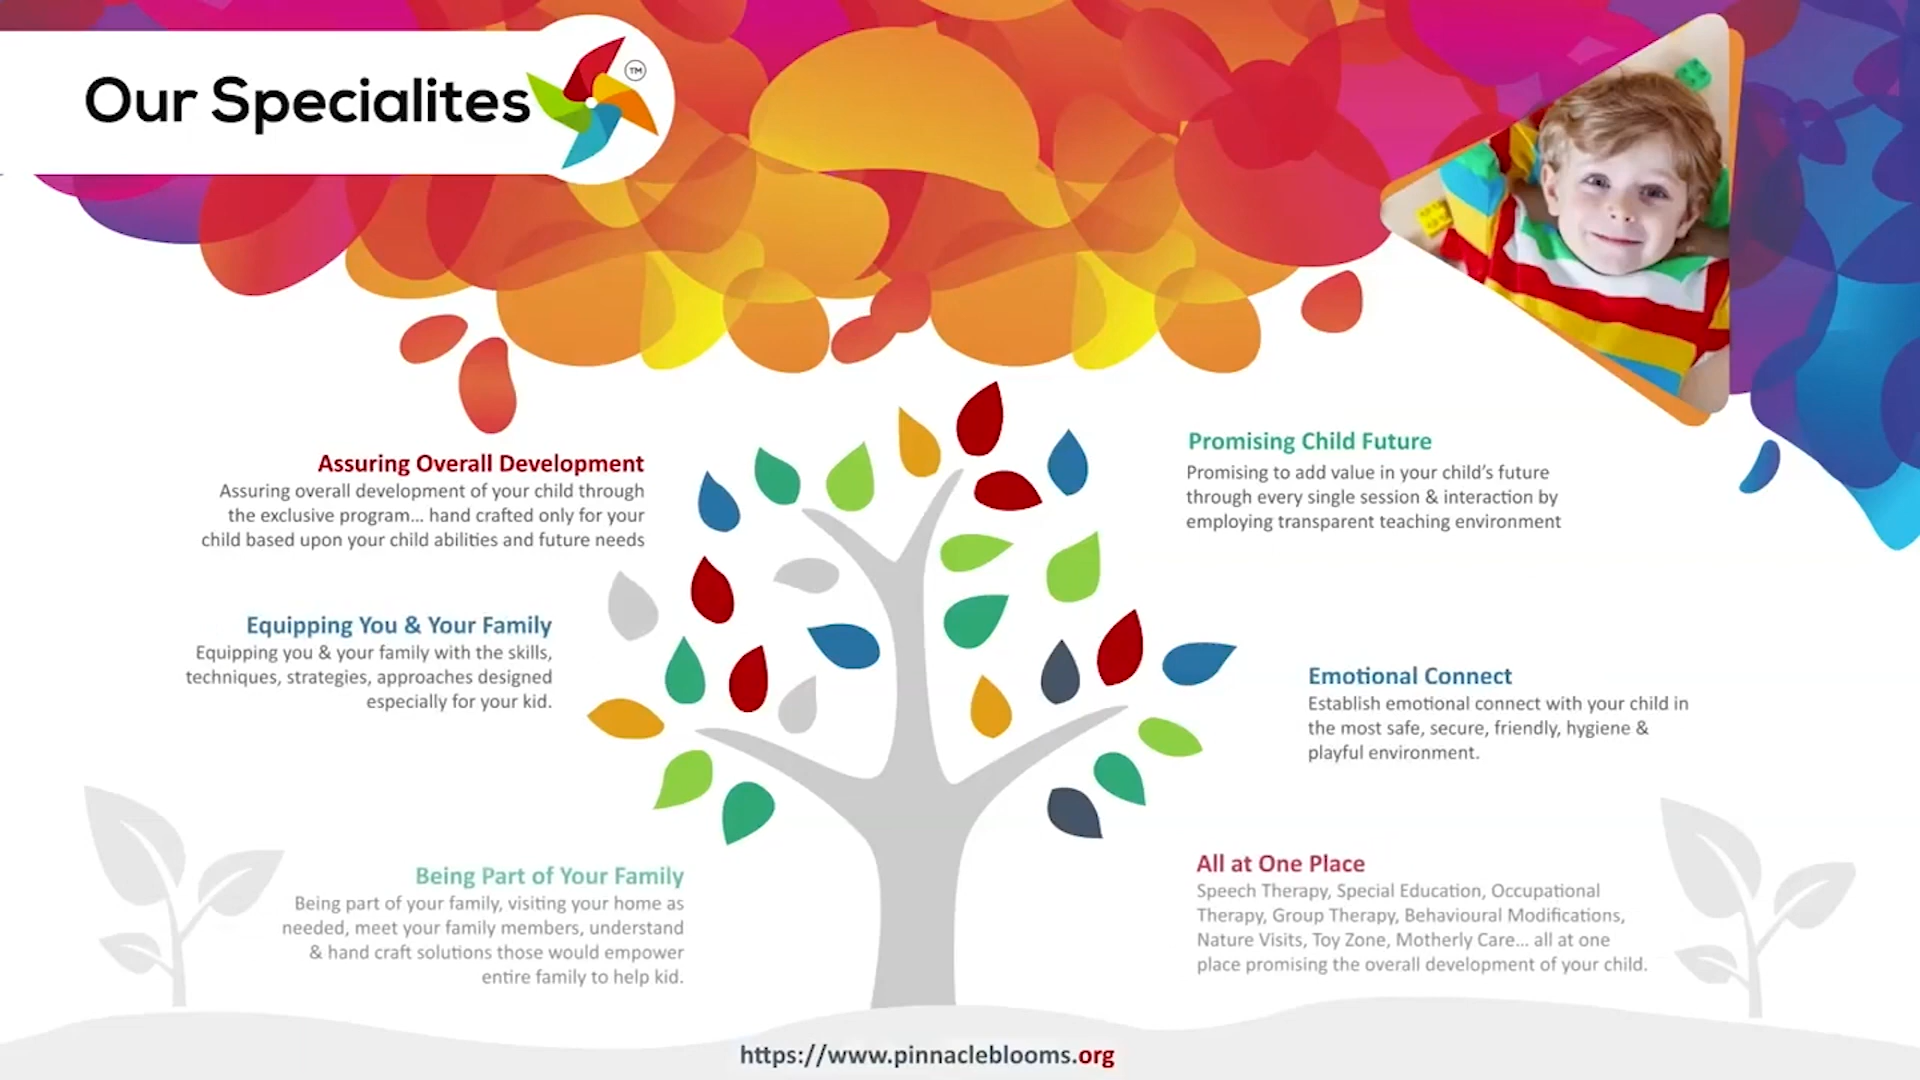 Our Specialites
TM
Assuring Overall Development
Assuring overall development of your child through
the exclusive program... hand crafted only for your
child based upon your child abilities and future needs
Equipping You & Your Family
Equipping you & your family with the skills,
techniques, strategies, approaches designed
especially for your kid.
Being Part of Your Family
Being part of your family, visiting your home as
needed, meet your family members, understand
& hand craft solutions those would empower
entire family to help kid.
Promising Child Future
Promising to add value in your child's future
through every single session & interaction by
employing transparent teaching environment
Emotional Connect
Establish emotional connect with your child in
the most safe, secure, friendly, hygiene &
playful environment.
All at One Place
Speech Therapy, Special Education, Occupational
Therapy, Group Therapy, Behavioural Modifications,
Nature Visits, Toy Zone, Motherly Care... all at one
place promising the overall development of your child.
https://www.pinnacleblooms.org